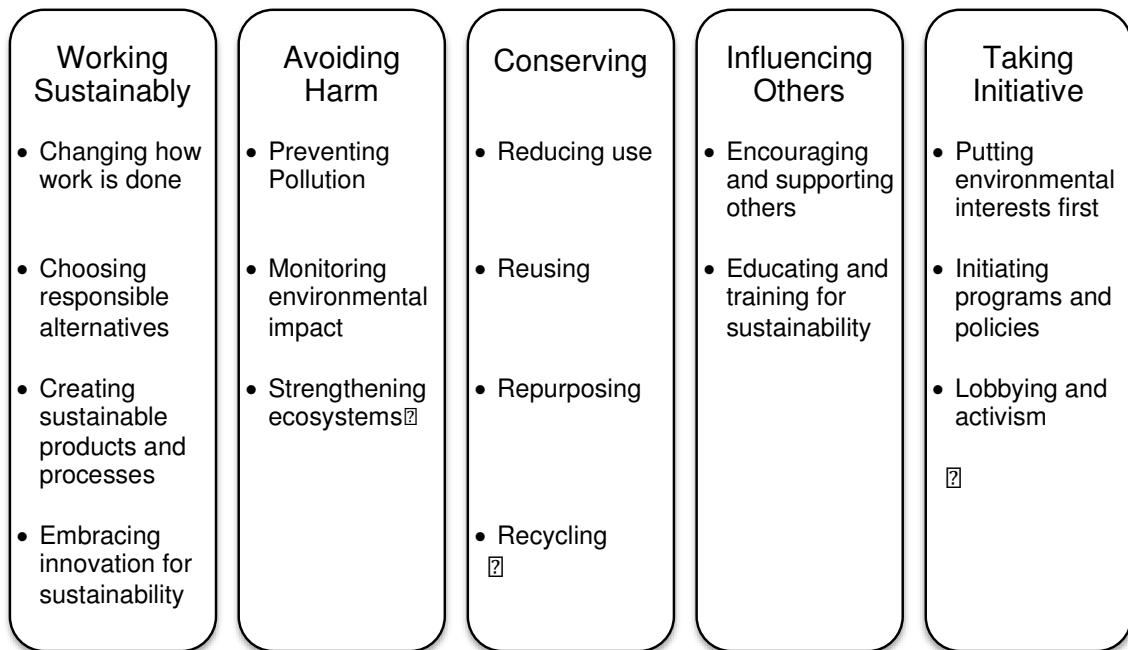 Working
Sustainably
• Changing how
work is done
• Choosing
responsible
alternatives
• Creating
sustainable
products and
processes
• Embracing
innovation for
sustainability
Avoiding
Harm
• Preventing
Pollution
• Monitoring
environmental
impact
• Strengthening
ecosystems⍰
Conserving
• Reducing use
• Reusing
• Repurposing
• Recycling
⍰
Influencing
Others
• Encouraging
and supporting
others
• Educating and
training for
sustainability
Taking
Initiative
• Putting
environmental
interests first
• Initiating
programs and
policies
• Lobbying and
activism
⍰